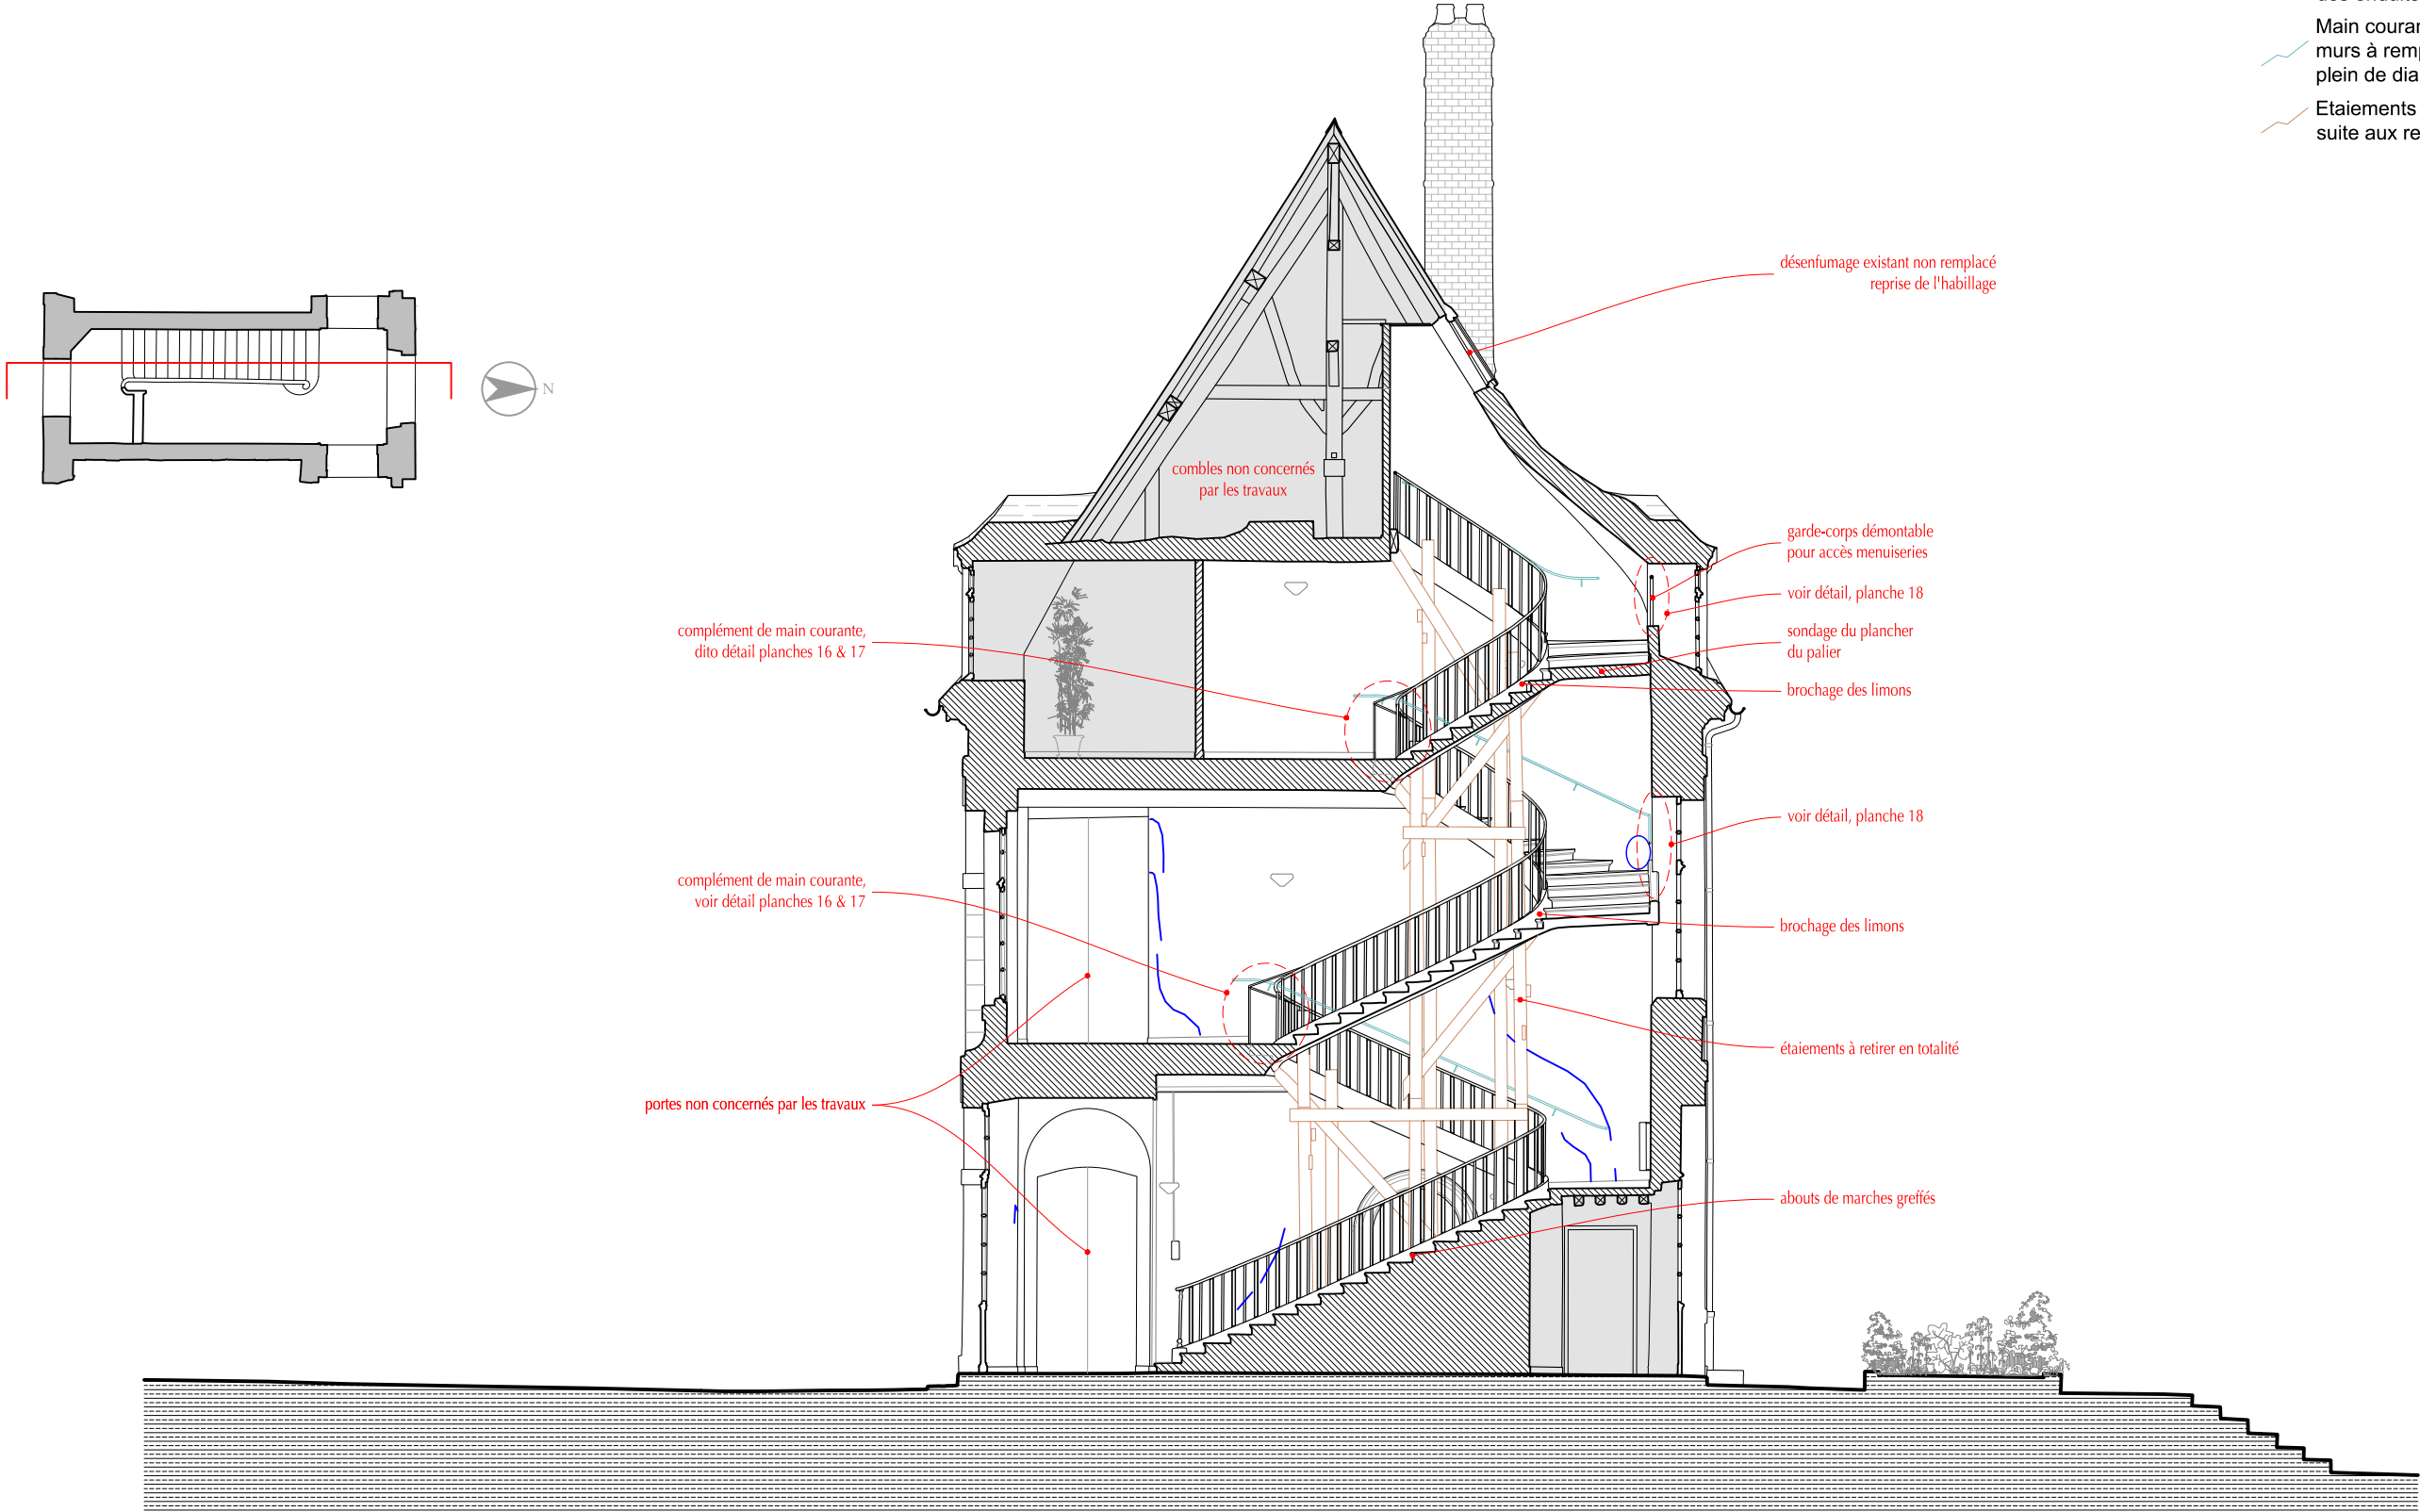 Main
murs à
plein de
Etaiements
suite aux
désenfumage existant non remplacé
reprise de l'habillage
N
combles non concernés
par les travaux
garde-corps démontable
pour accès menuiseries
voir détail, planche 18
sondage du plancher
du palier
brochage des limons
complément de main courante,
dito détail planches 16 & 17
voir détail, planche 18
complément de main courante,
voir détail planches 16 & 17
brochage des limons
étaiements à retirer en totalité
portes non concernés par les travaux
abouts de marches greffés